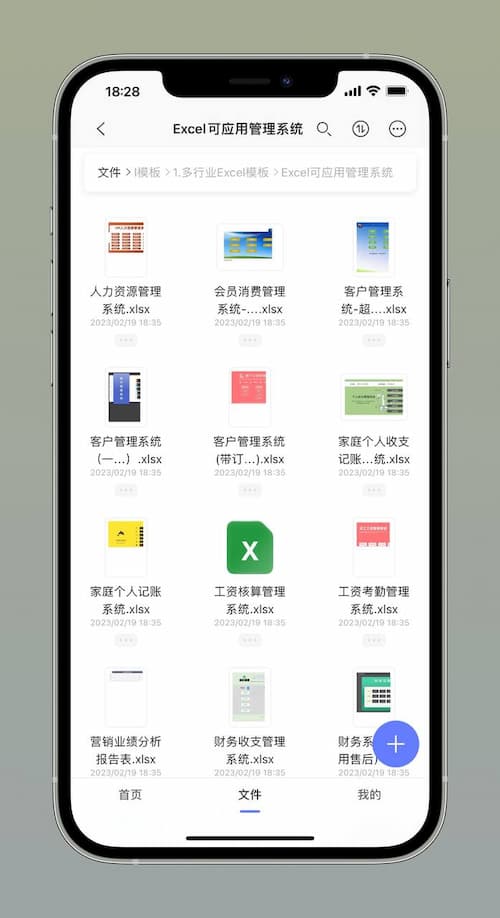 18:28
Excel可应用管理系统
文件 > l模板 > 1.多行业Excel模板 > Excel可应用管理系统
人力资源管理
系统.xlsx
2023/02/19 18:35
会员消费管理
系统-....xlsx
2023/02/19 18:35
客户管理系
统-超....xlsx
2023/02/19 18:35
客户管理系统
（一...）.xlsx
2023/02/19 18:35
客户管理系统
(带订...).xlsx
2023/02/19 18:35
家庭个人收支
记账...统.xlsx
2023/02/19 18:35
家庭个人记账
系统.xlsx
2023/02/19 18:35
X
工资核算管理
系统.xlsx
2023/02/19 18:35
工资考勤管理
系统.xlsx
2023/02/19 18:35
营销业绩分析
报告表.xlsx
2023/02/19 18:35
财务收支管理
系统.xlsx
2023/02/19 18:35
财务系
用售后）
2023/02/19 18:35
首页
文件
我的